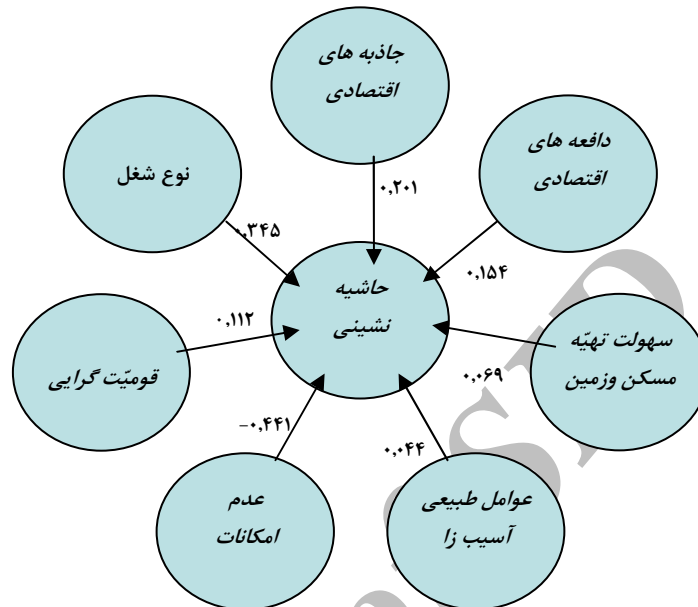 جاذبه های
اقتصادی
دافعه های
اقتصادی
نوع شغل
۰,۲۰۱
۰,۳۴۵
۰,۱۵۴
حاشیه
نشینی
سهولت تهیّه
مسکن وزمین
۰,۱۱۲
قومیّت گرایی
۰,۰۶۹
-۰,۴۴۱
۰,۰۴۴
عدم
امکانات
عوامل طبیعی
آسیب زا